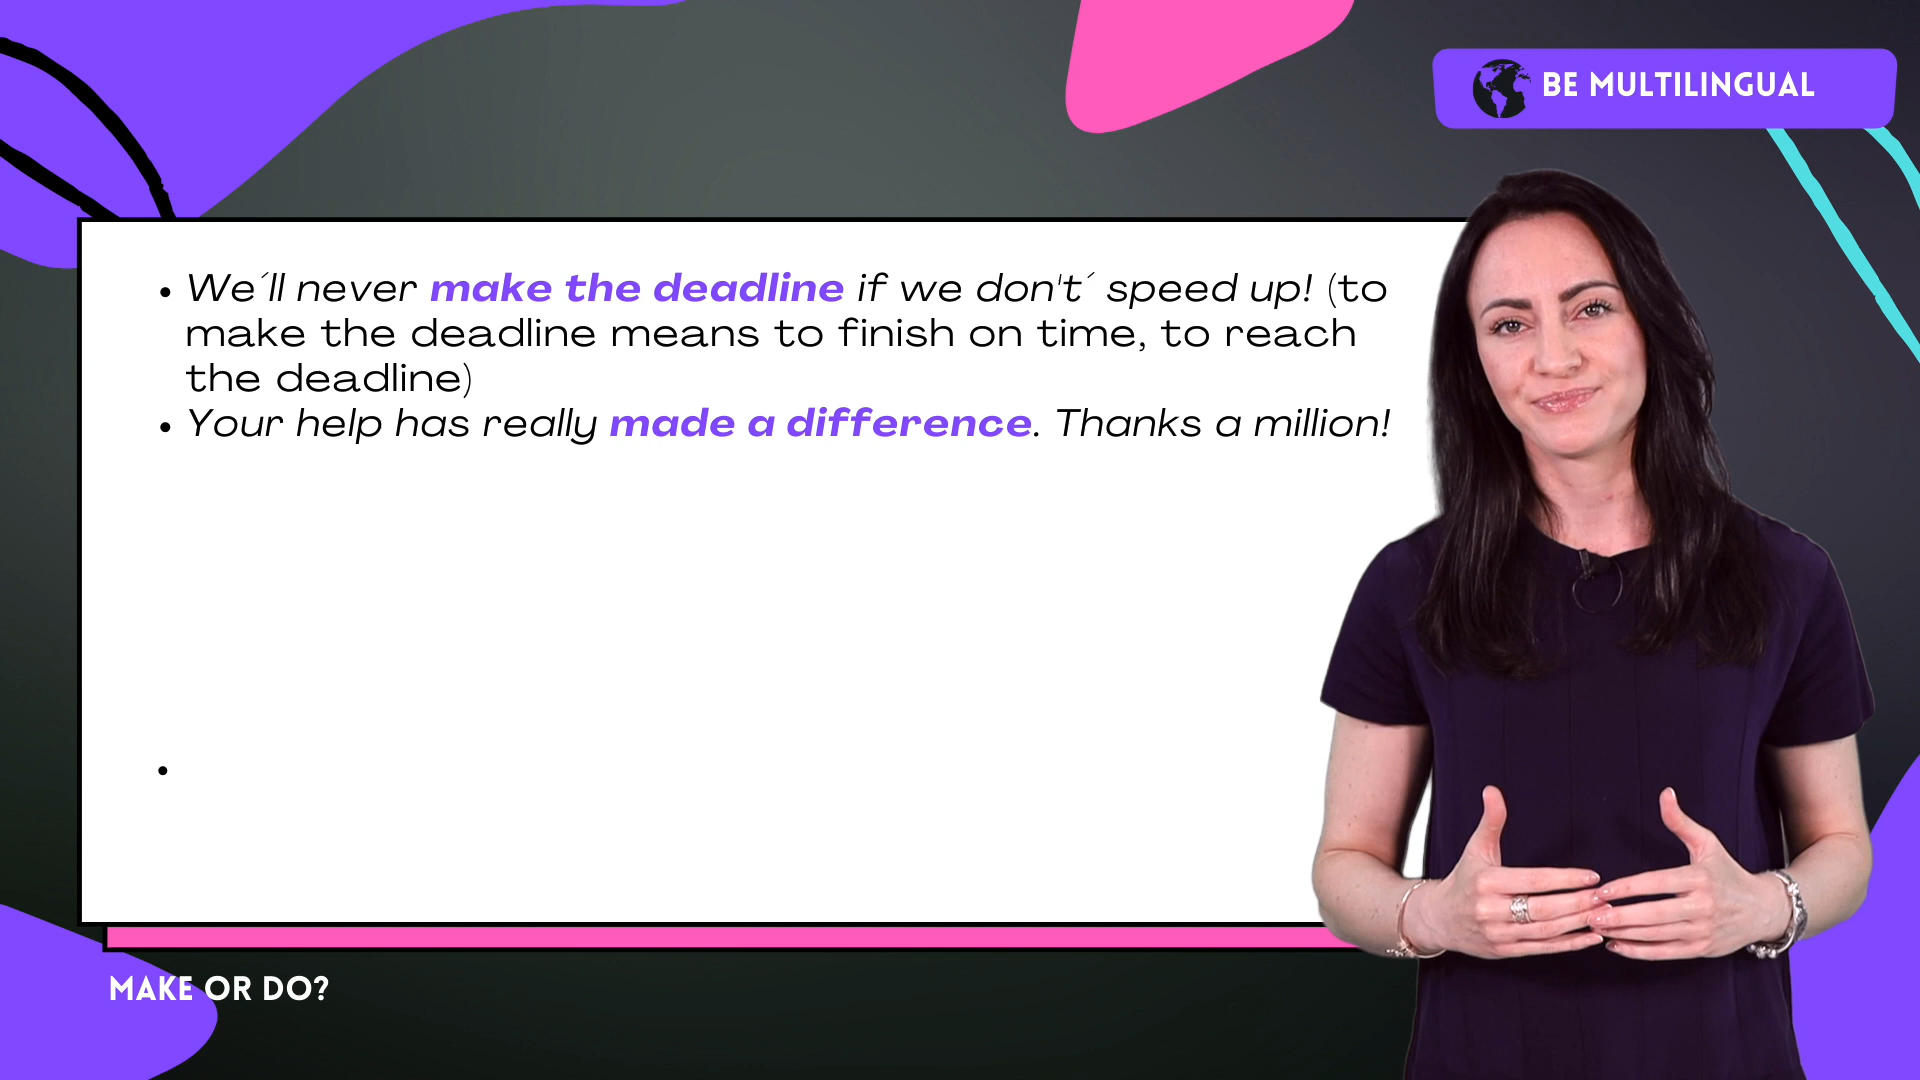 BE MULTILINGUAL
• We´ll never make the deadline if we don't´ speed up! (to
make the deadline means to finish on time, to reach
the deadline)
• Your help has really made a difference. Thanks a million!
•
MAKE OR DO?